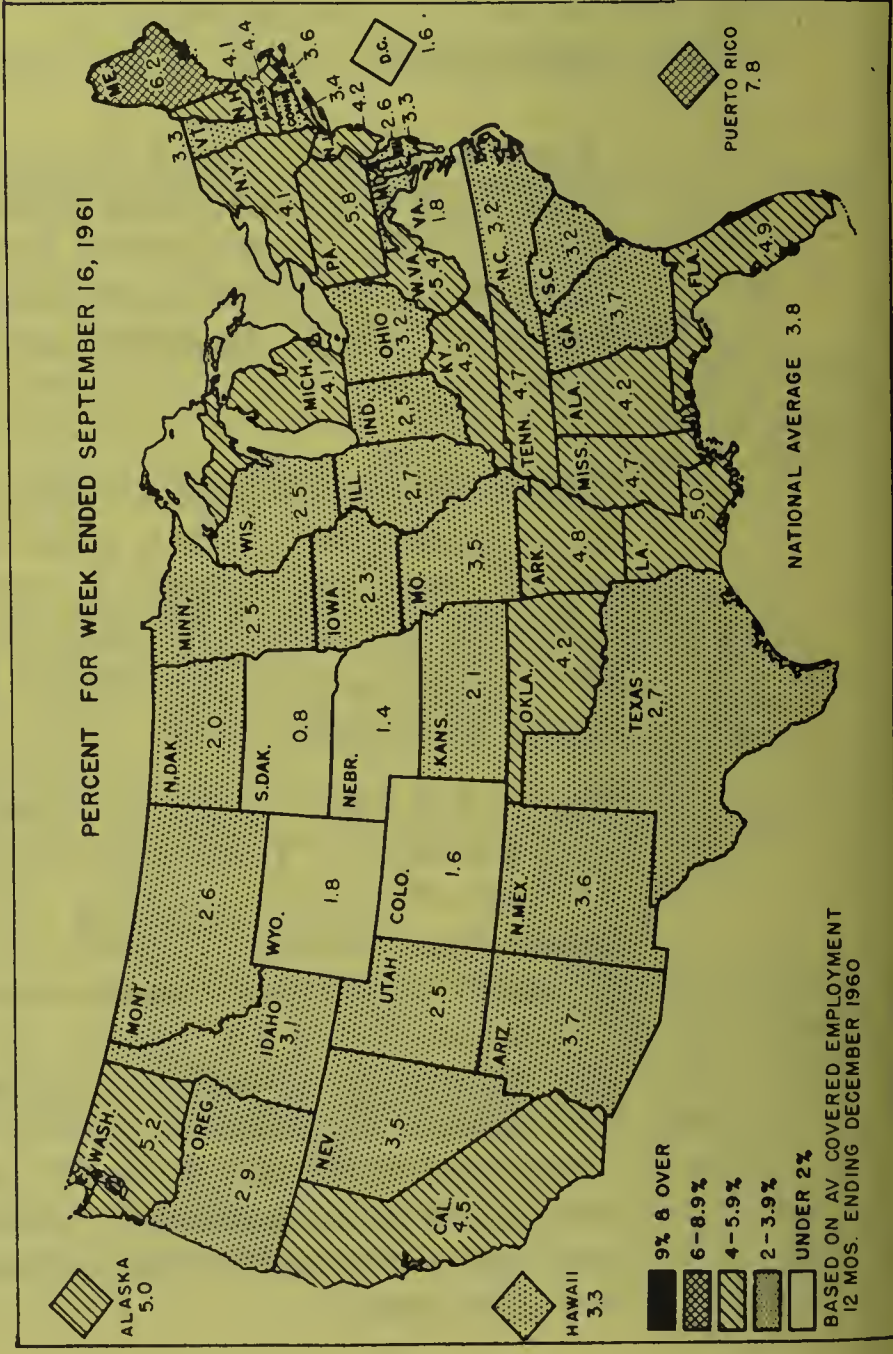 PERCENT FOR WEEK ENDED SEPTEMBER 16, 1961
ALASKA
5.0
HAWAII
3.3
WASH.
5.2
OREG.
2.9
CAL.
4.5
NEV.
3.5
IDAHO
3.1
MONT
2.6
WYO.
1.8
UTAH
2.5
COLO.
1.6
ARIZ.
3.7
N.MEX.
3.6
N.DAK.
2.0
S.DAK.
0.8
NEBR.
1.4
KANS.
2.1
OKLA.
4.2
TEXAS
2.7
MINN.
2.5
IOWA
2.3
MO.
3.5
ARK.
4.8
LA.
5.0
WIS.
2.5
ILL.
2.7
MICH.
4.1
IND.
2.5
OHIO
3.2
KY.
4.5
TENN.
4.7
MISS.
4.7
ALA.
4.2
GA.
3.7
FLA.
4.9
S.C.
3.2
N.C.
3.2
VA.
1.8
W.VA.
5.4
PA.
5.8
N.Y.
4.1
VT.
3.3
N.H.
4.1
ME.
6.2
MASS.
4.4
R.I.
3.6
CONN.
3.4
N.J.
4.2
2.6
MD.
3.3
D.C.
1.6
PUERTO RICO
7.8
NATIONAL AVERAGE 3.8
9% & OVER
6-8.9%
4-5.9%
2-3.9%
UNDER 2%
BASED ON AV COVERED EMPLOYMENT
12 MOS. ENDING DECEMBER 1960